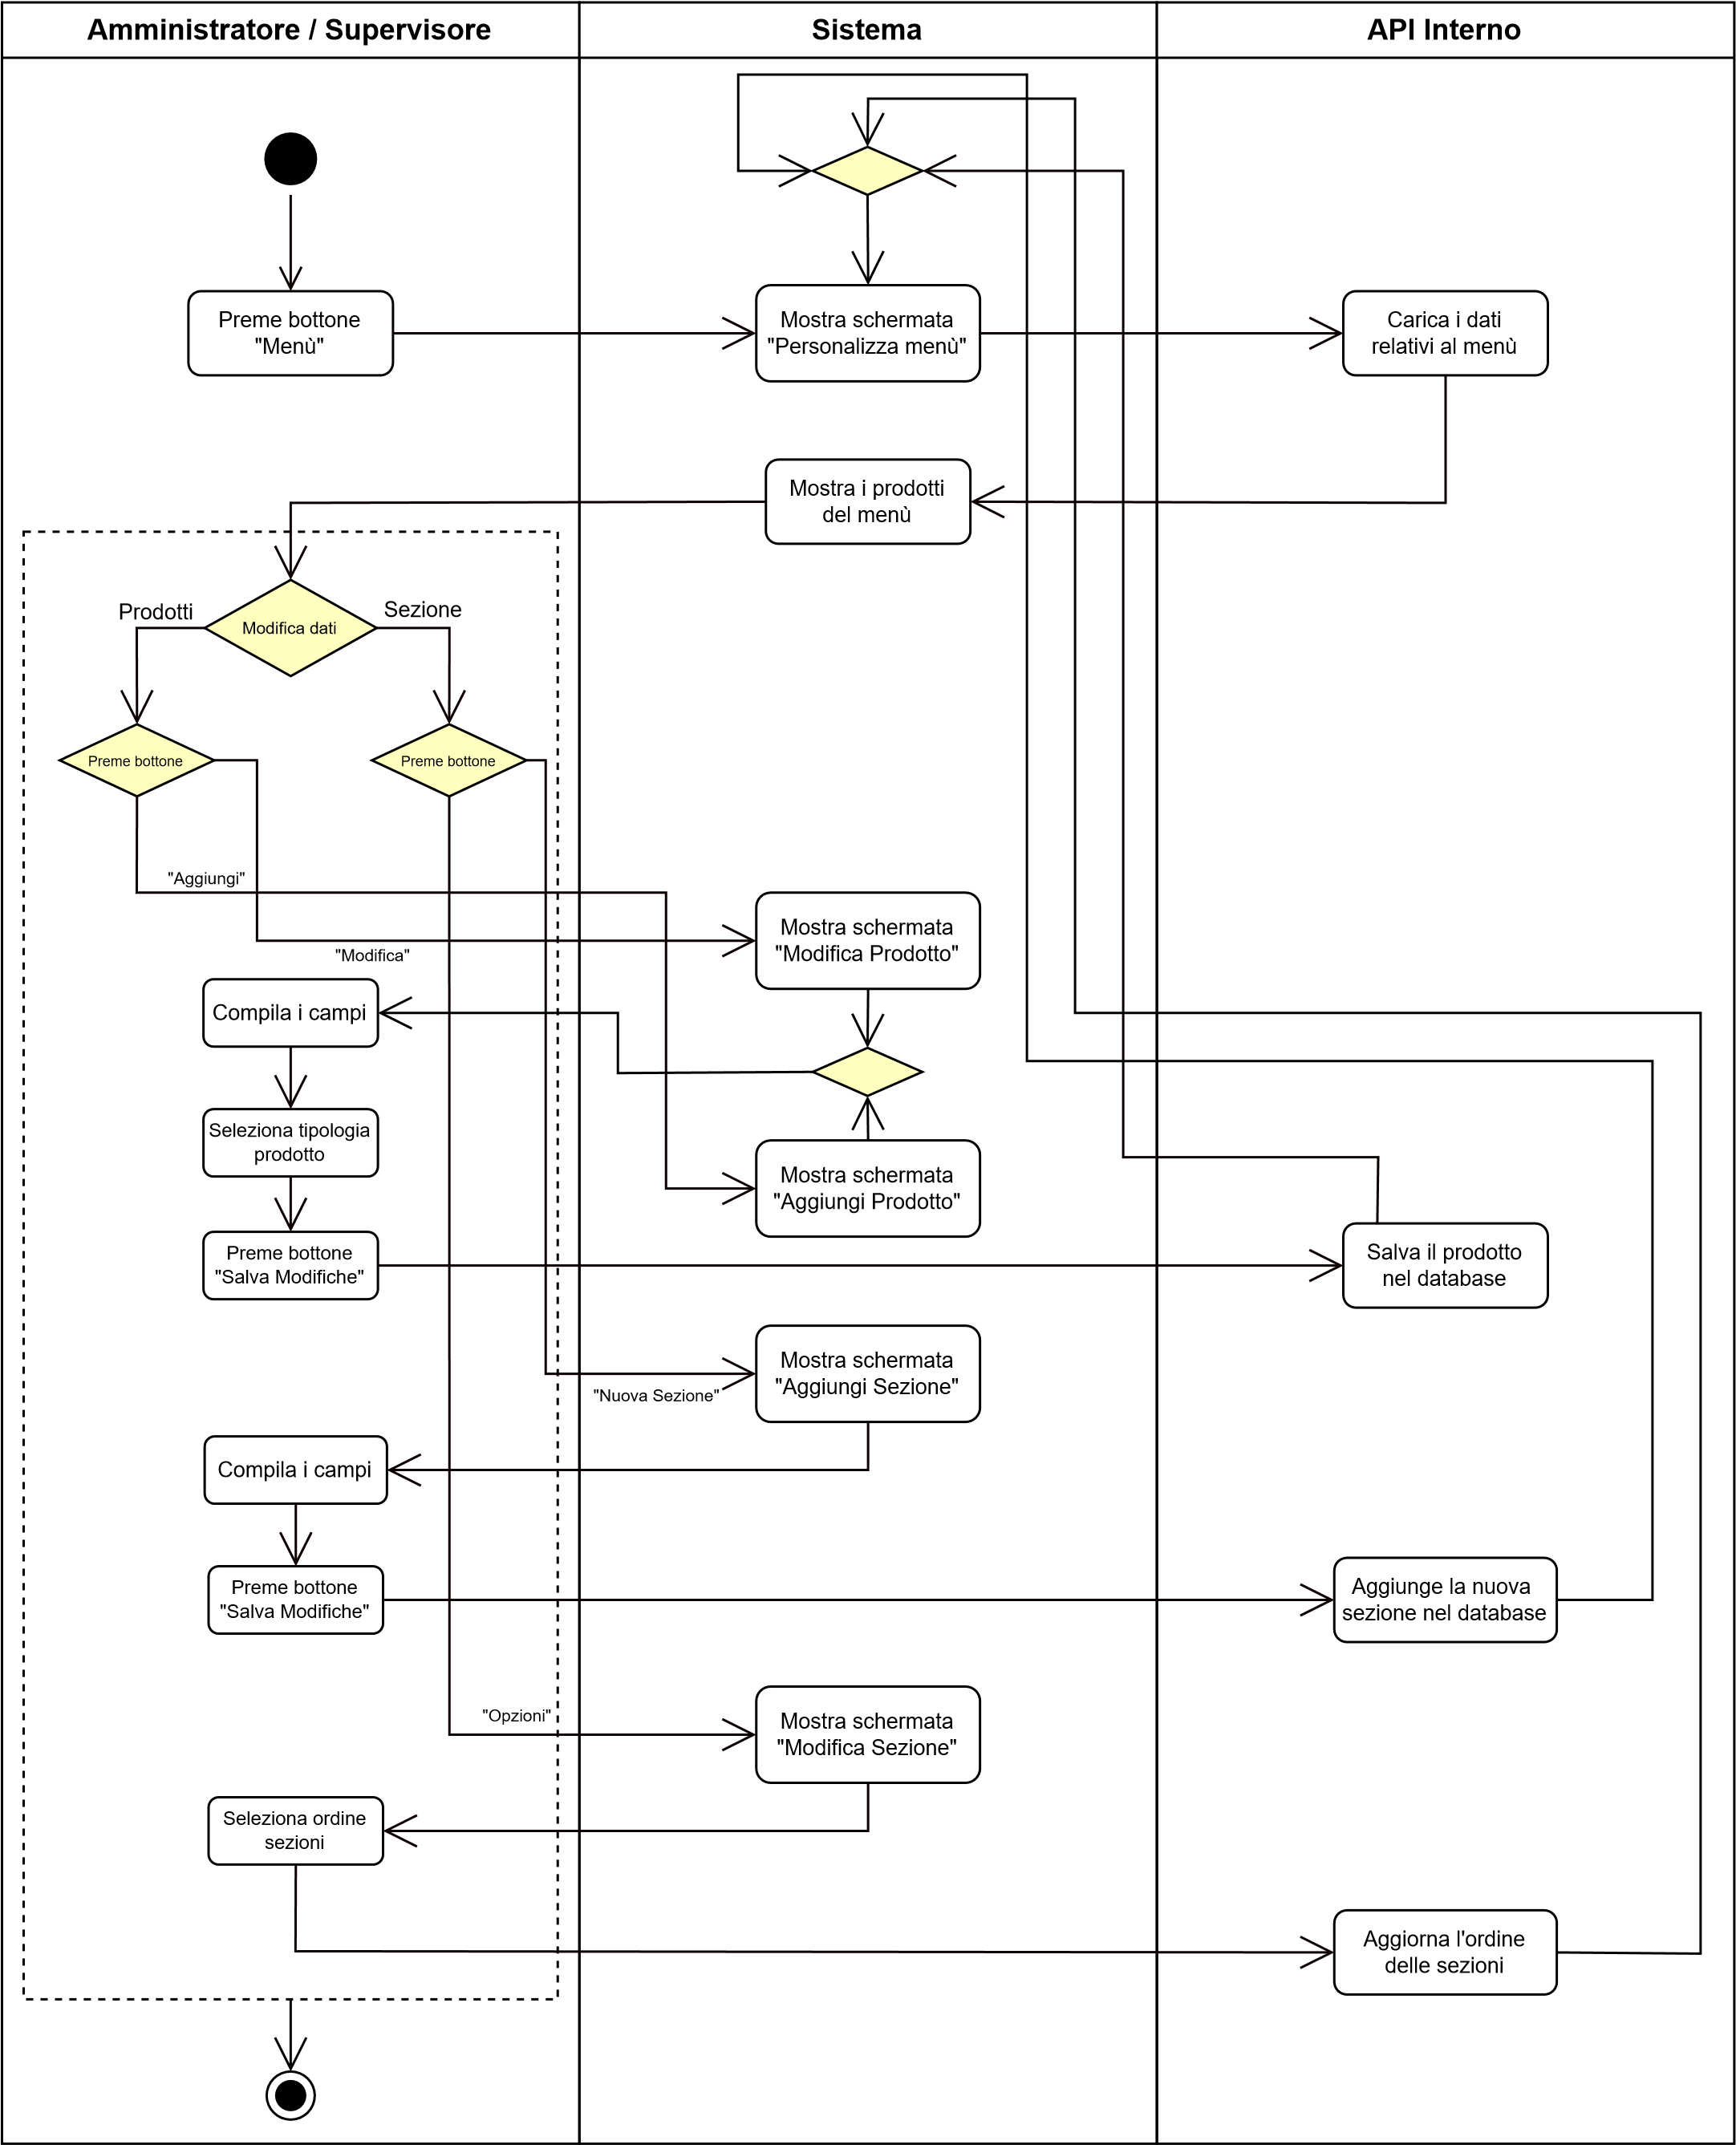 Amministratore / Supervisore
Sistema
API Interno
Preme bottone
"Menù"
Mostra schermata
"Personalizza menù"
Carica i dati
relativi al menù
Mostra i prodotti
del menù
Prodotti
Sezione
Modifica dati
Preme bottone
Preme bottone
"Aggiungi"
"Modifica"
Mostra schermata
"Modifica Prodotto"
Compila i campi
Seleziona tipologia
prodotto
Mostra schermata
"Aggiungi Prodotto"
Preme bottone
"Salva Modifiche"
Salva il prodotto
nel database
Mostra schermata
"Aggiungi Sezione"
"Nuova Sezione"
Compila i campi
Preme bottone
"Salva Modifiche"
Aggiunge la nuova
sezione nel database
"Opzioni"
Mostra schermata
"Modifica Sezione"
Seleziona ordine
sezioni
Aggiorna l'ordine
delle sezioni